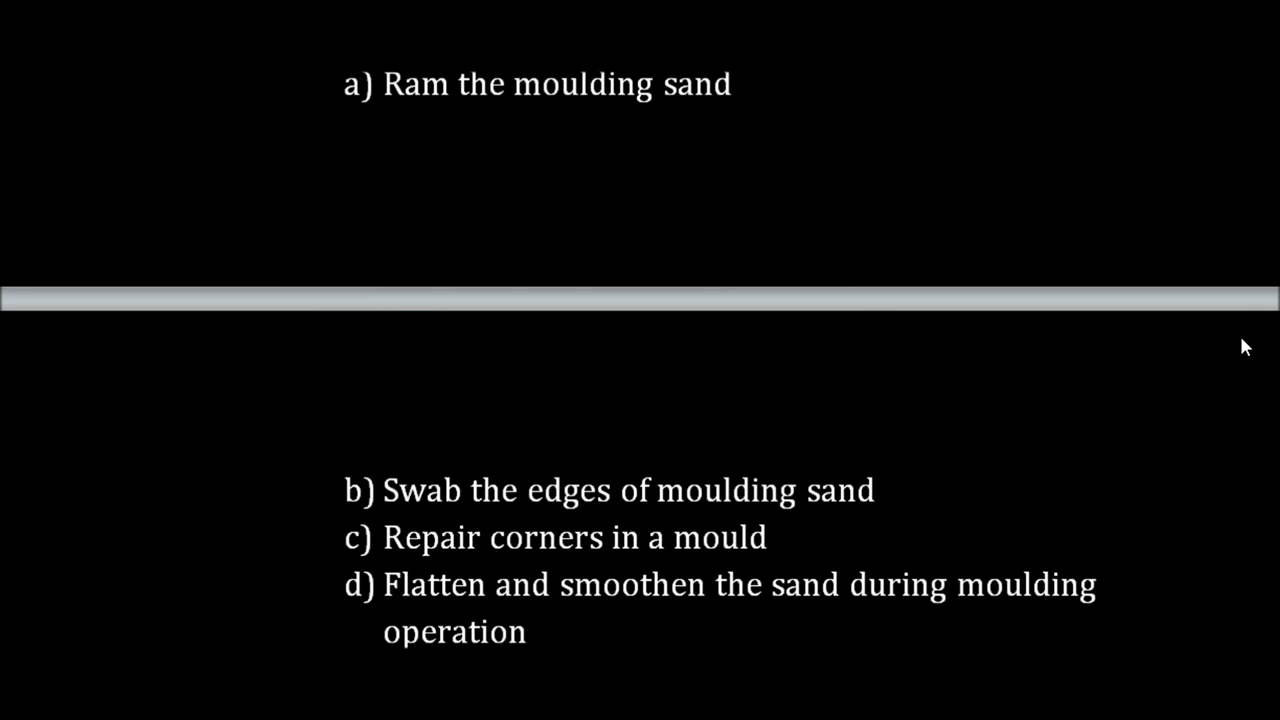 a) Ram the moulding sand
b) Swab the edges of moulding sand
c) Repair corners in a mould
d) Flatten and smoothen the sand during moulding
operation